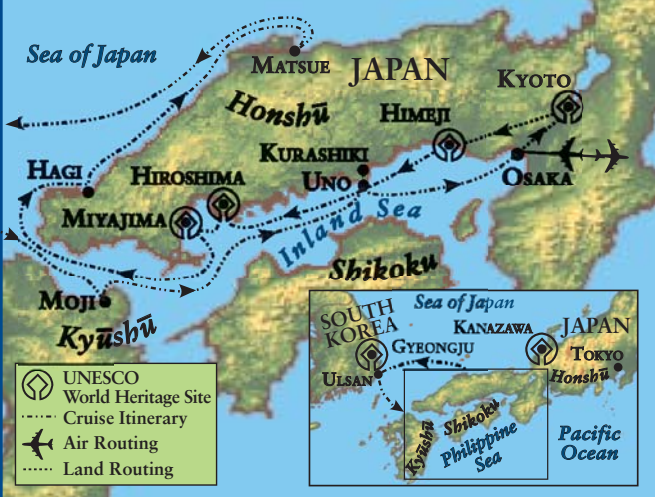 Sea of Japan
MATSUE
JAPAN
KYOTO
Honshū
HIMEJI
KURASHIKI
HAGI
HIROSHIMA
UNO
OSAKA
MIYAJIMA
Inland Sea
Shikoku
MOJI
Kyūshū
UNESCO
World Heritage Site
Cruise Itinerary
Air Routing
Land Routing
Sea of Japan
SOUTH
KOREA
KANAZAWA
JAPAN
GYEONGJU
TOKYO
ULSAN
Honshū
Shikoku
Kyūshū
Philippine
Sea
Pacific
Ocean